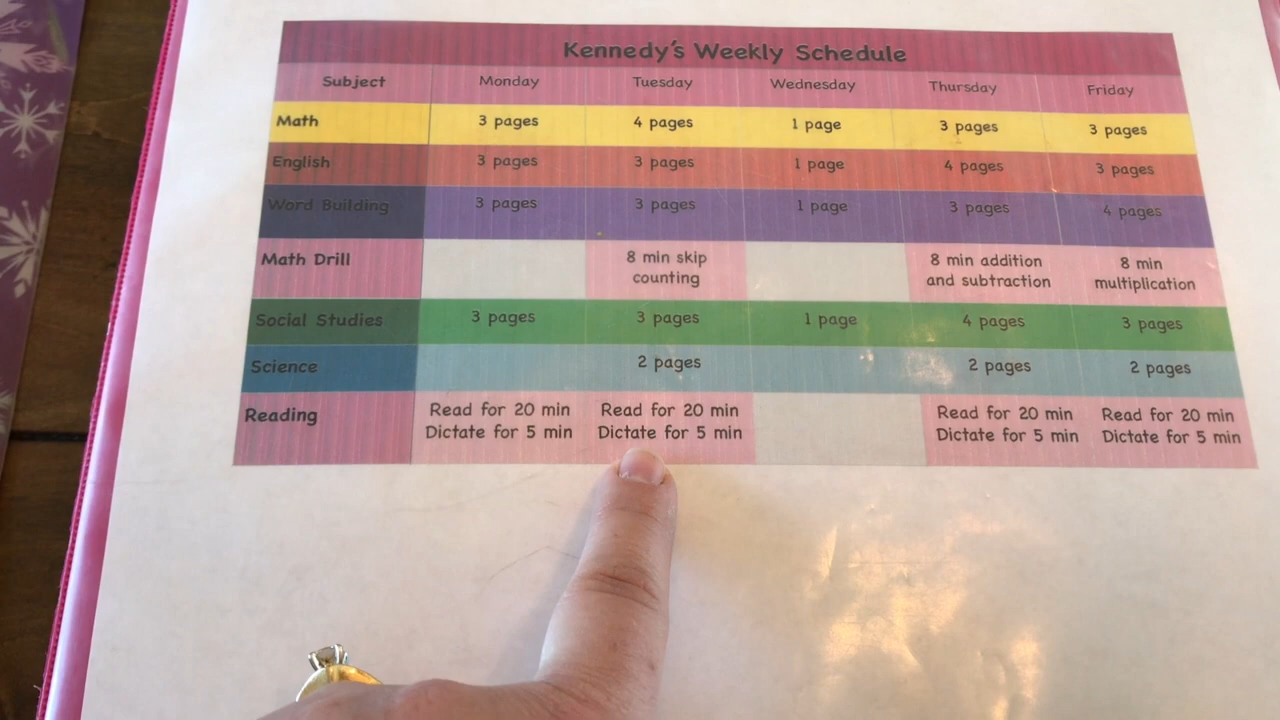 Kennedy's Weekly Schedule
Subject Monday Tuesday Wednesday Thursday Friday
Math 3 pages 4 pages 1 page 3 pages 3 pages
English 3 pages 3 pages 1 page 4 pages 3 pages
Word Building 3 pages 3 pages 1 page 3 pages 4 pages
Math Drill 8 min skip 8 min addition 8 min
counting and subtraction multiplication
Social Studies 3 pages 3 pages 1 page 4 pages 3 pages
Science 2 pages 2 pages 2 pages
Reading Read for 20 min Read for 20 min Read for 20 min Read for 20 min
Dictate for 5 min Dictate for 5 min Dictate for 5 min Dictate for 5 min